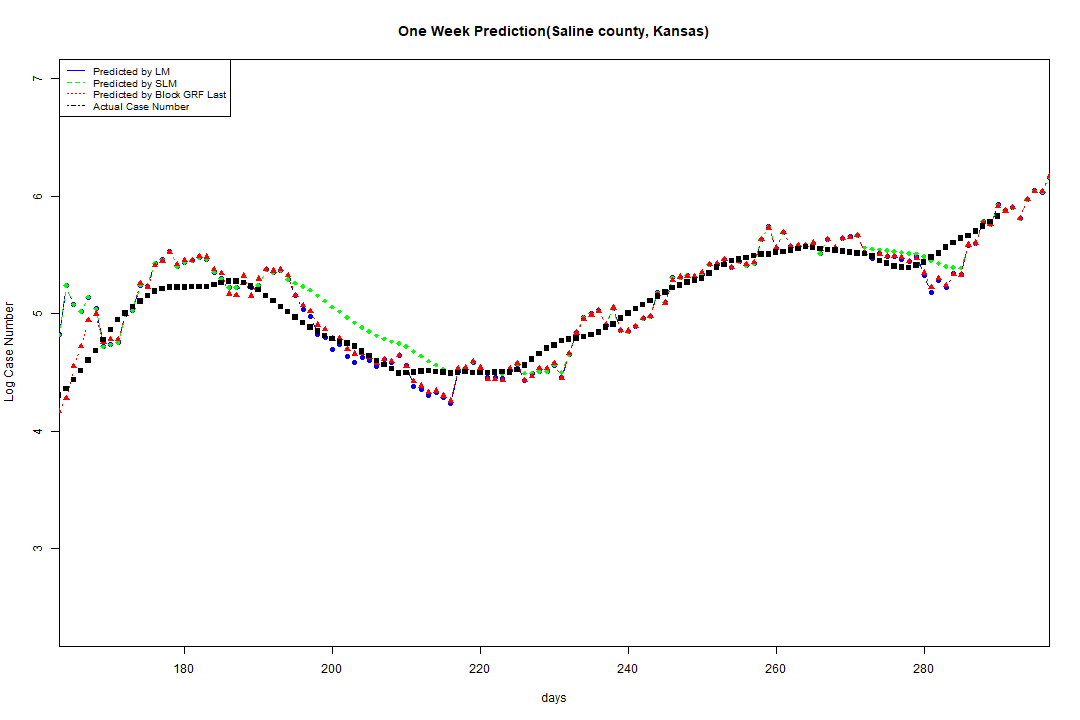 One Week Prediction(Saline county, Kansas)
Predicted by LM
Predicted by SLM
Predicted by Block GRF Last
Actual Case Number
7
6
5
4
3
Log Case Number
180 200 220 240 260 280
days